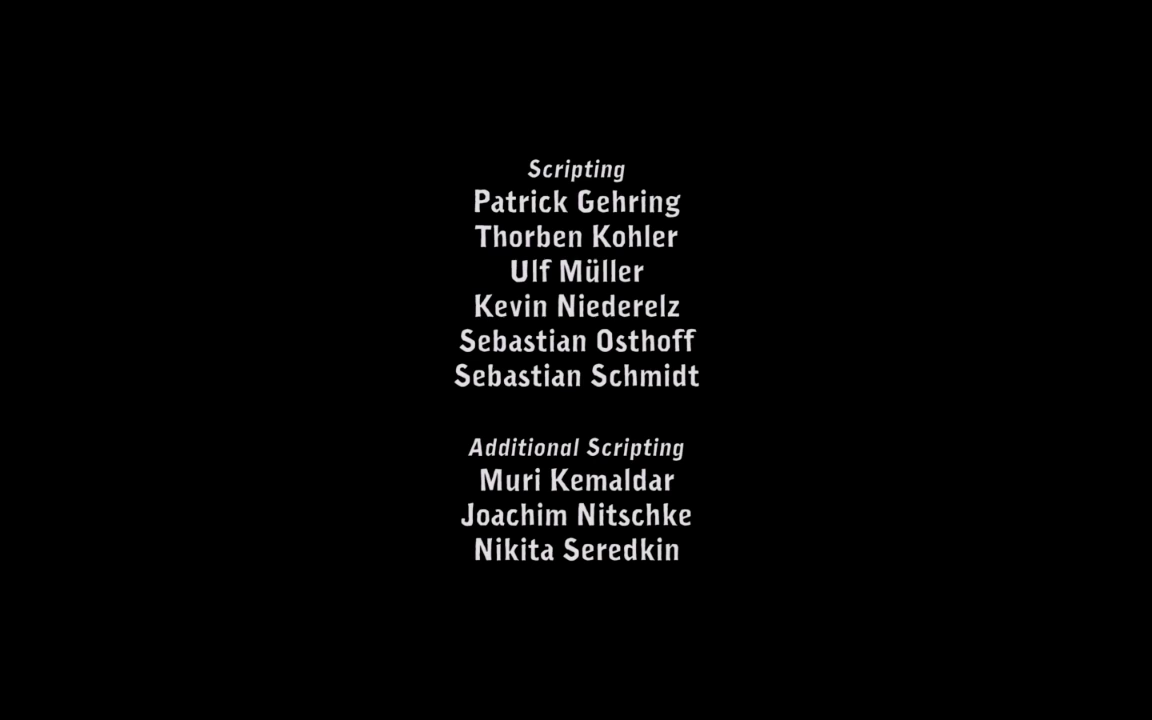 Scripting
Patrick Gehring
Thorben Kohler
Ulf Müller
Kevin Niederelz
Sebastian Osthoff
Sebastian Schmidt
Additional Scripting
Muri Kemaldar
Joachim Nitschke
Nikita Seredkin